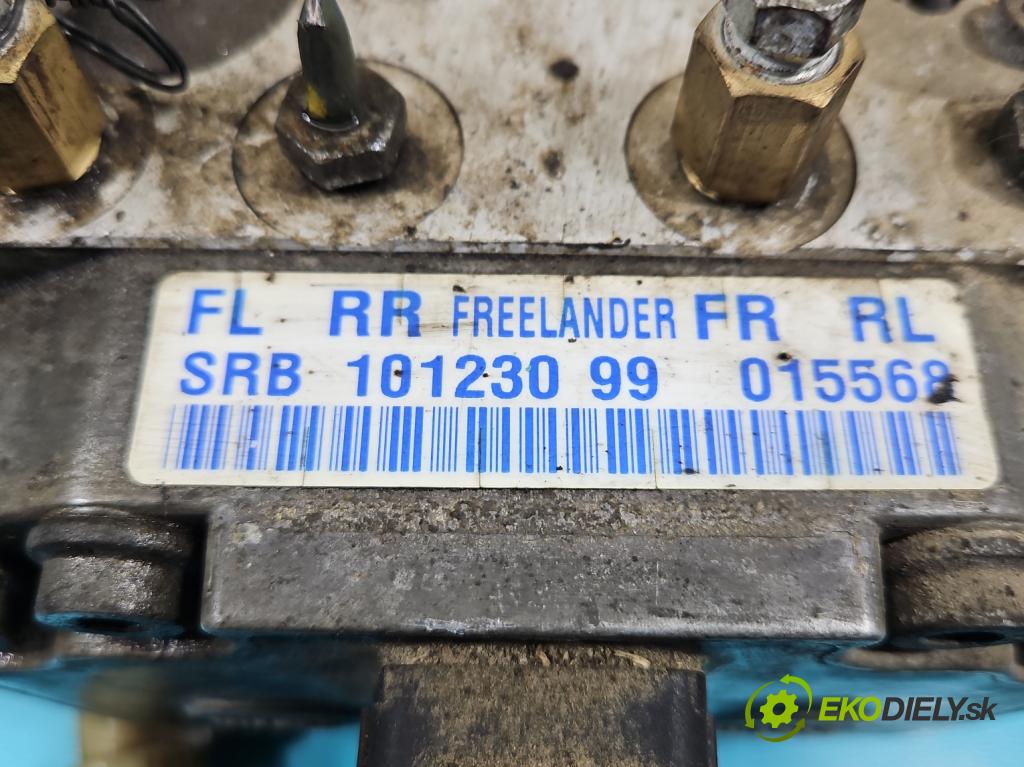 FL RR FREELANDER FR RL
SRB 101230 99 015568
EKODIELY.sk